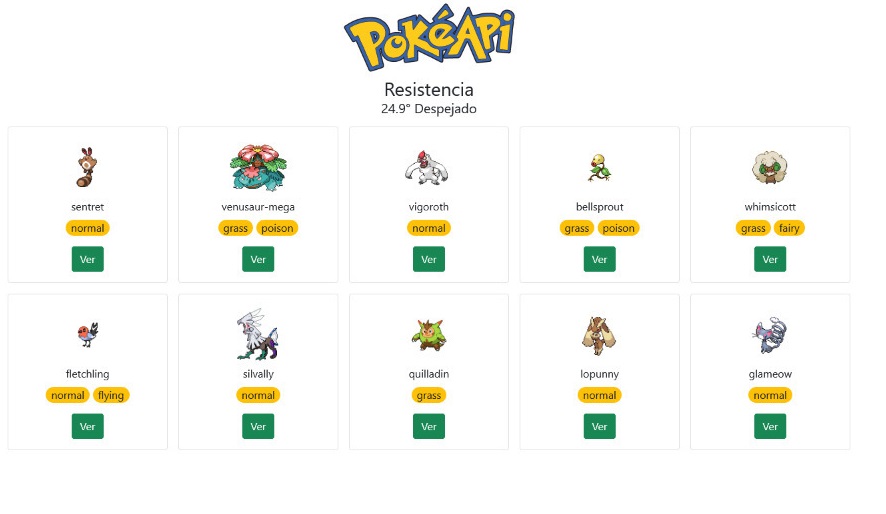 PokéApi
Resistencia
24.9° Despejado
sentret
normal
Ver
venusaur-mega
grass poison
Ver
vigoroth
normal
Ver
bellsprout
grass poison
Ver
whimsicott
grass fairy
Ver
fletchling
normal flying
Ver
silvally
normal
Ver
quilladin
grass
Ver
lopunny
normal
Ver
glameow
normal
Ver